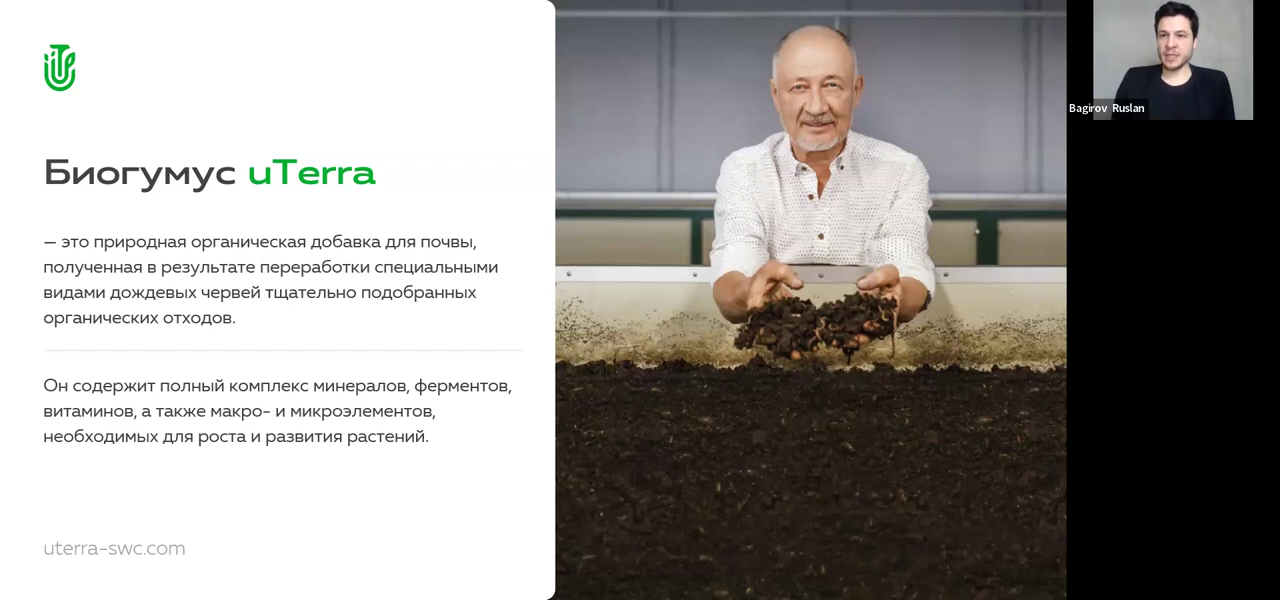 Биогумус uTerra
— это природная органическая добавка для почвы,
полученная в результате переработки специальными
видами дождевых червей тщательно подобранных
органических отходов.
Он содержит полный комплекс минералов, ферментов,
витаминов, а также макро- и микроэлементов,
необходимых для роста и развития растений.
uterra-swc.com
Bagirov Ruslan